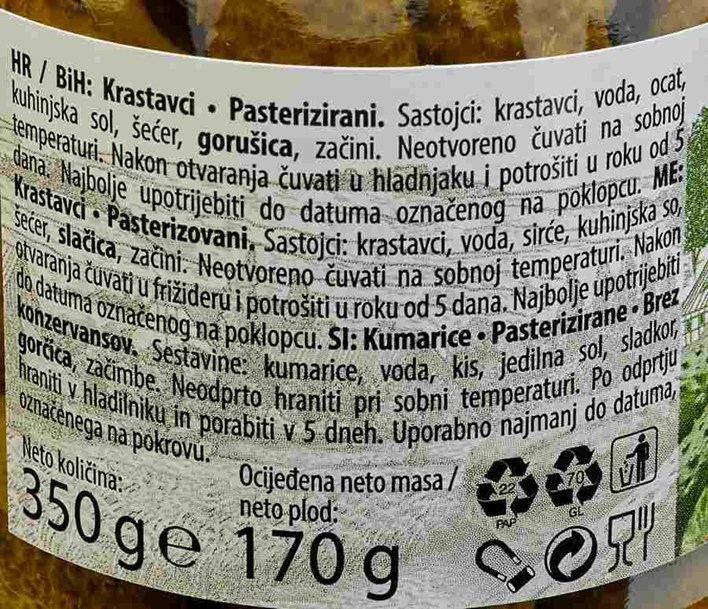 HR / BiH: Krastavci • Pasterizirani. Sastojci: krastavci, voda, ocat,
kuhinjska sol, šećer, gorušica, začini. Neotvoreno čuvati na sobnoj
temperaturi. Nakon otvaranja čuvati u hladnjaku i potrošiti u roku od 5
dana. Najbolje upotrijebiti do datuma označenog na poklopcu. ME:
Krastavci • Pasterizovani. Sastojci: krastavci, voda, sirće, kuhinjska so,
šećer, slačica, začini. Neotvoreno čuvati na sobnoj temperaturi. Nakon
otvaranja čuvati u frižideru i potrošiti u roku od 5 dana. Najbolje upotrijebiti
do datuma označenog na poklopcu. SI: Kumarice • Pasterizirane • Brez
konzervansov. Sestavine: kumarice, voda, kis, jedilna sol, sladkor,
gorčica, začimbe. Neodprto hraniti pri sobni temperaturi. Po odprtju
hraniti v hladilniku in porabiti v 5 dneh. Uporabno najmanj do datuma,
označenega na pokrovu.
Neto količina:
350 g e
Ocijeđena neto masa /
neto plod:
170 g
22
PAP
70
GL